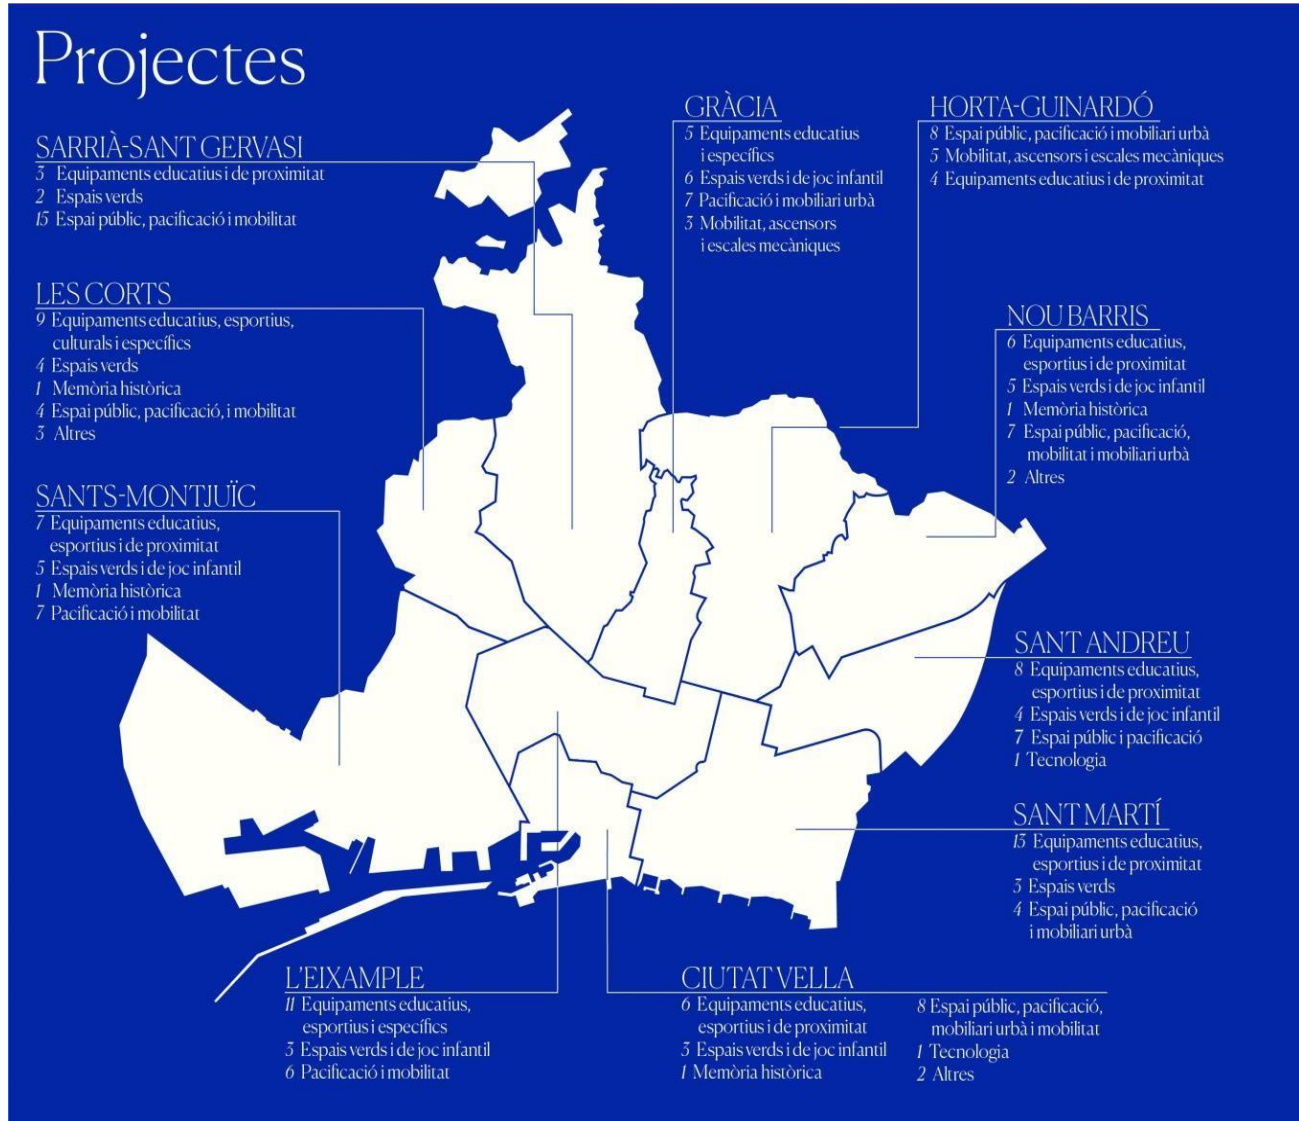 Projectes
SARRIÀ-SANT GERVASI
3 Equipaments educatius i de proximitat
2 Espais verds
15 Espai públic, pacificació i mobilitat
LES CORTS
9 Equipaments educatius, esportius,
culturals i específics
4 Espais verds
1 Memòria històrica
4 Espai públic, pacificació, i mobilitat
3 Altres
SANTS-MONTJUÏC
7 Equipaments educatius,
esportius i de proximitat
5 Espais verds i de joc infantil
1 Memòria històrica
7 Pacificació i mobilitat
GRÀCIA
5 Equipaments educatius
i específics
6 Espais verds i de joc infantil
7 Pacificació i mobiliari urbà
3 Mobilitat, ascensors
i escales mecàniques
HORTA-GUINARDÓ
8 Espai públic, pacificació i mobiliari urbà
5 Mobilitat, ascensors i escales mecàniques
4 Equipaments educatius i de proximitat
NOU BARRIS
6 Equipaments educatius,
esportius i de proximitat
5 Espais verds i de joc infantil
1 Memòria històrica
7 Espai públic, pacificació,
mobilitat i mobiliari urbà
2 Altres
SANT ANDREU
8 Equipaments educatius,
esportius i de proximitat
4 Espais verds i de joc infantil
7 Espai públic i pacificació
1 Tecnologia
SANT MARTÍ
13 Equipaments educatius,
esportius i de proximitat
3 Espais verds
4 Espai públic, pacificació
i mobiliari urbà
L'EIXAMPLE
11 Equipaments educatius,
esportius i específics
3 Espais verds i de joc infantil
6 Pacificació i mobilitat
CIUTAT VELLA
6 Equipaments educatius,
esportius i de proximitat
3 Espais verds i de joc infantil
1 Memòria històrica
8 Espai públic, pacificació,
mobiliari urbà i mobilitat
1 Tecnologia
2 Altres